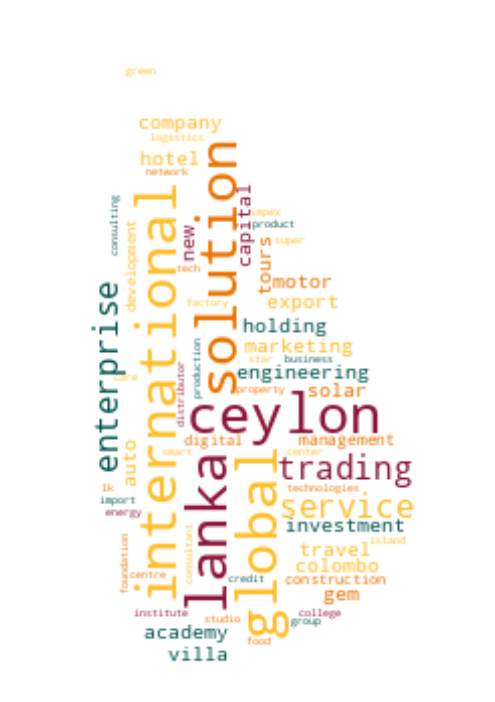 green
company
logistics
hotel
network
solution
international
consulting
capital
new
impex
product
development
tours
super
tech
motor
enterprise
factory
export
holding
marketing
star
business
production
engineering
care
distributor
property
solar
ceylon
digital
management
auto
smart
center
lanka
global
trading
lk
technologies
import
service
energy
investment
consultant
island
travel
colombo
foundation
centre
credit
construction
gem
institute
college
studio
group
academy
food
villa